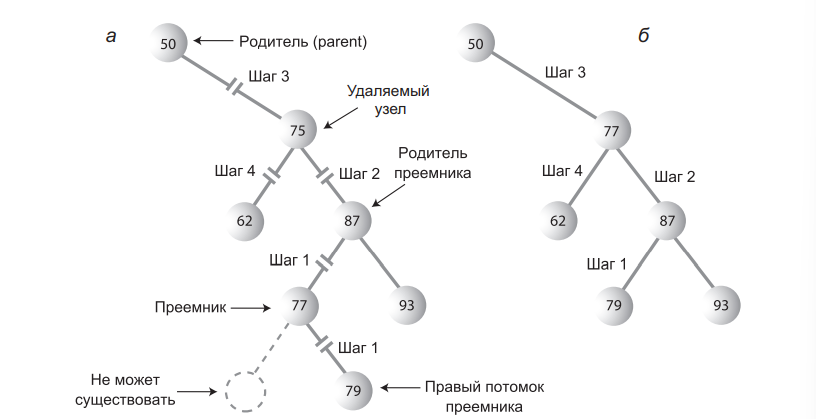 а
50
Родитель (parent)
Шаг 3
Удаляемый
узел
75
Родитель
преемника
Шаг 4
Шаг 2
62
87
Шаг 1
Преемник
77
93
Шаг 1
Не может
существовать
79
Правый потомок
преемника
б
50
Шаг 3
77
Шаг 4
Шаг 2
62
87
Шаг 1
79
93